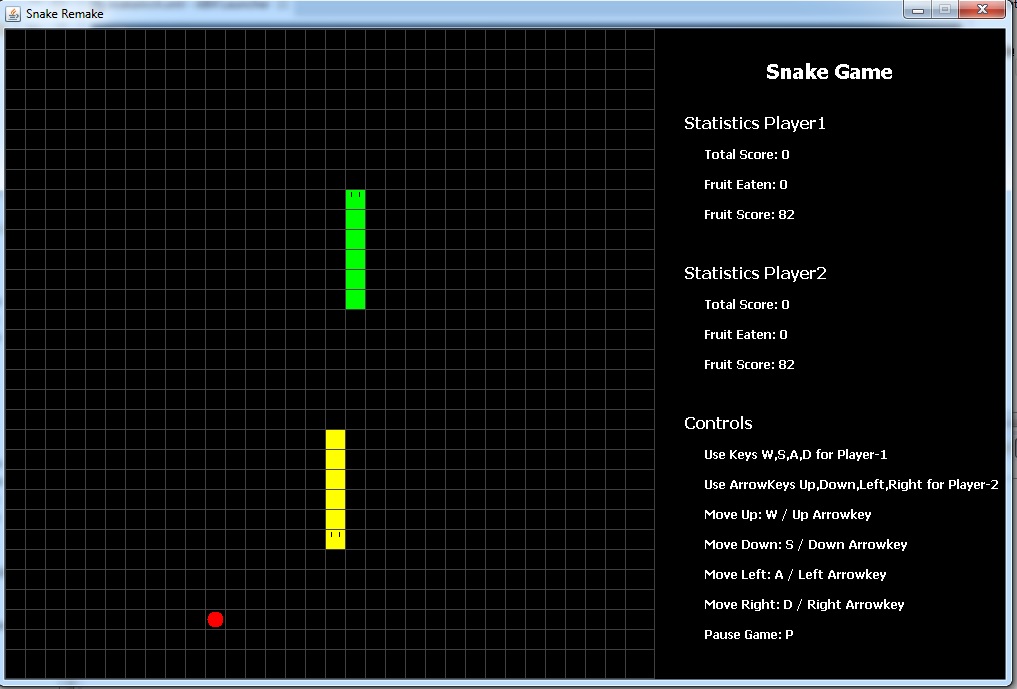 Snake Remake
Snake Game
Statistics Player1
Total Score: 0
Fruit Eaten: 0
Fruit Score: 82
Statistics Player2
Total Score: 0
Fruit Eaten: 0
Fruit Score: 82
Controls
Use Keys W,S,A,D for Player-1
Use ArrowKeys Up,Down,Left,Right for Player-2
Move Up: W / Up Arrowkey
Move Down: S / Down Arrowkey
Move Left: A / Left Arrowkey
Move Right: D / Right Arrowkey
Pause Game: P